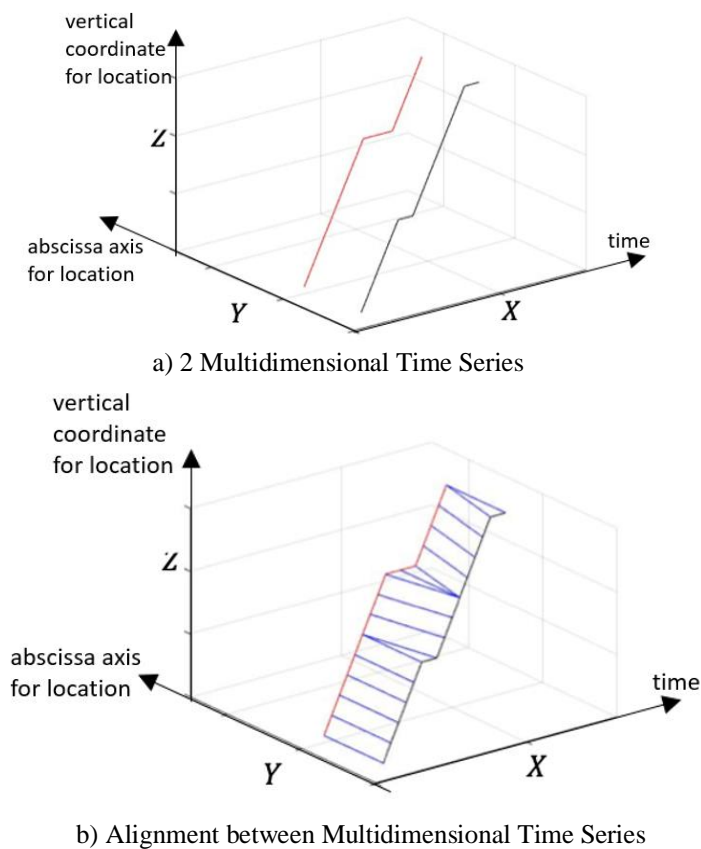 vertical
coordinate
for location
Z
abscissa axis
for location
Y
X
time
a) 2 Multidimensional Time Series
vertical
coordinate
for location
Z
abscissa axis
for location
Y
X
time
b) Alignment between Multidimensional Time Series